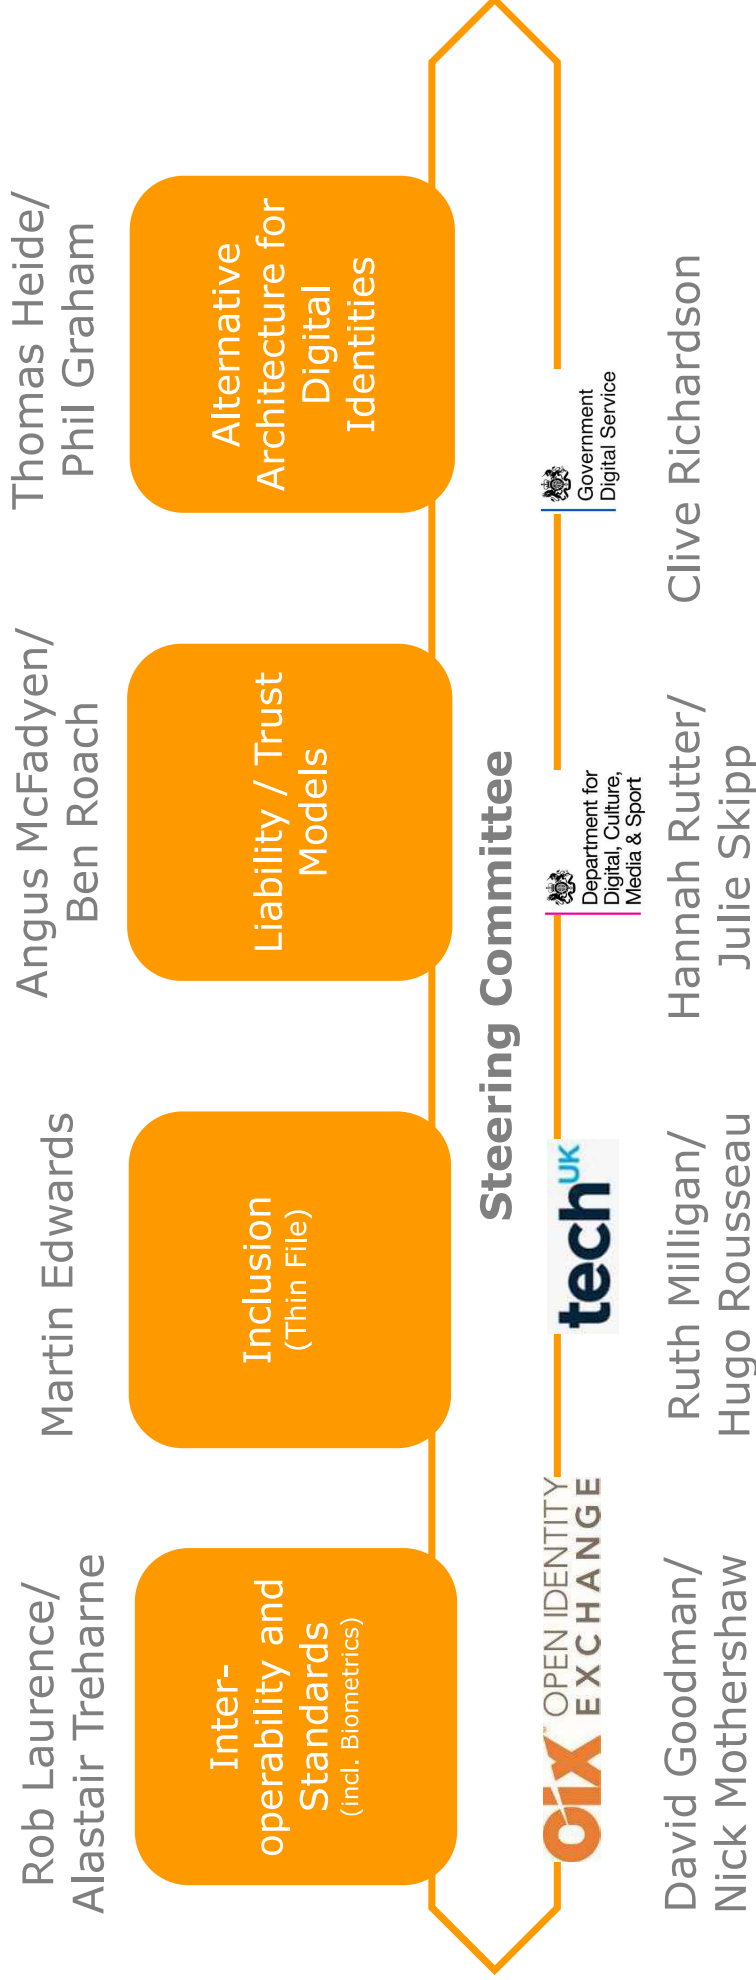 Rob Laurence/
Alastair Treharne
Martin Edwards
Angus McFadyen/
Ben Roach
Thomas Heide/
Phil Graham
Inter-
operability and
Standards
(incl. Biometrics)
Inclusion
(Thin File)
Liability / Trust
Models
Alternative
Architecture for
Digital
Identities
Steering Committee
OIX OPEN IDENTITY
EXCHANGE
techUK
Department for
Digital, Culture,
Media & Sport
Government
Digital Service
David Goodman/
Nick Mothershaw
Ruth Milligan/
Hugo Rousseau
Hannah Rutter/
Julie Skipp
Clive Richardson